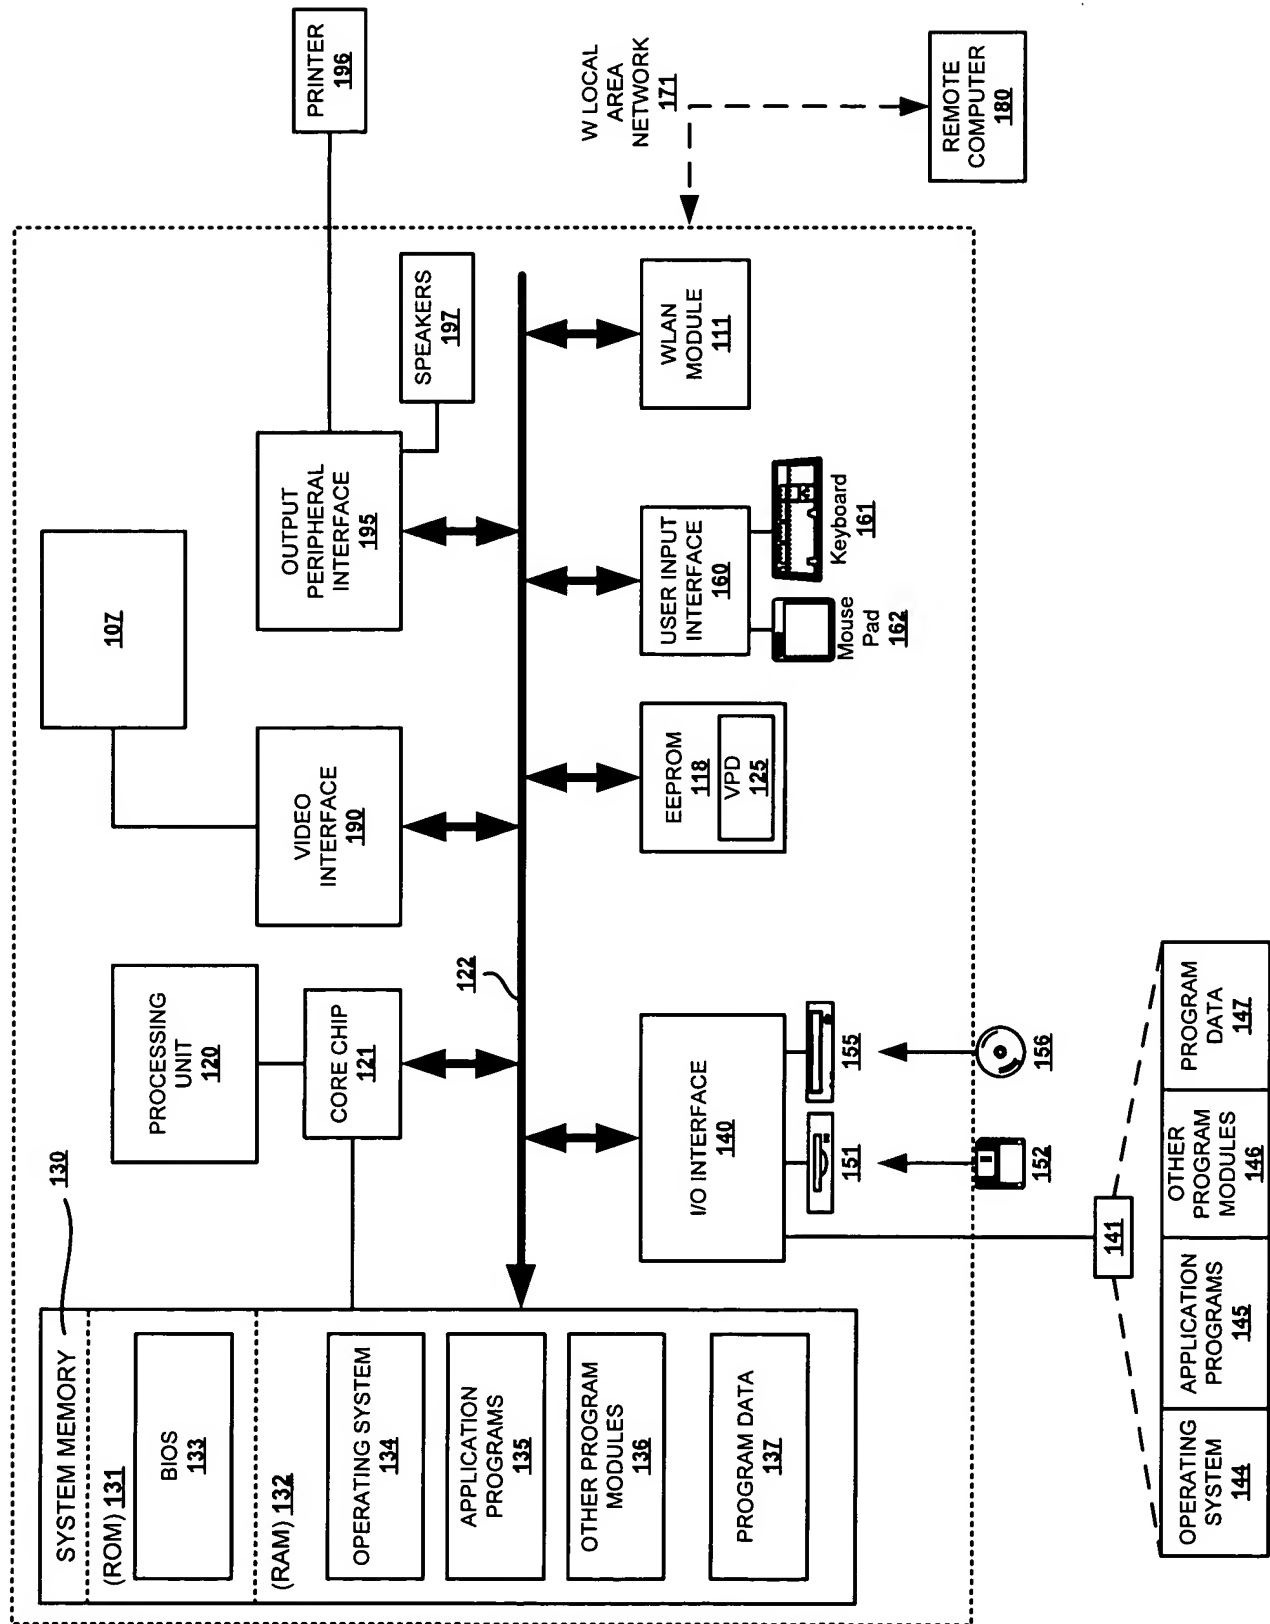 SYSTEM MEMORY
130
(ROM) 131
BIOS
133
(RAM) 132
OPERATING SYSTEM
134
APPLICATION
PROGRAMS
135
OTHER PROGRAM
MODULES
136
PROGRAM DATA
137
PROCESSING
UNIT
120
CORE CHIP
121
122
VIDEO
INTERFACE
190
107
OUTPUT
PERIPHERAL
INTERFACE
195
SPEAKERS
197
PRINTER
196
I/O INTERFACE
140
151
155
152
156
EEPROM
118
VPD
125
USER INPUT
INTERFACE
160
Mouse
Pad
162
Keyboard
161
WLAN
MODULE
111
W LOCAL
AREA
NETWORK
171
REMOTE
COMPUTER
180
141
OPERATING
SYSTEM
144
APPLICATION
PROGRAMS
145
OTHER
PROGRAM
MODULES
146
PROGRAM
DATA
147